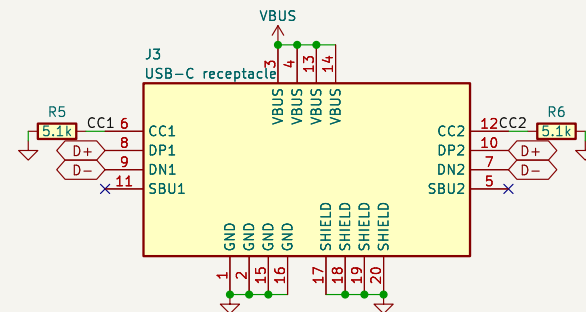 VBUS
J3
USB-C receptacle
3 4 13 14
VBUS VBUS VBUS VBUS
R5 R6
5.1k CC1 6 CC1 CC2 12 CC2 5.1k
D+ 8 DP1 DP2 10 D+
D- 9 DN1 DN2 7 D-
11 SBU1 SBU2 5
GND GND GND GND SHIELD SHIELD SHIELD SHIELD
1 2 15 16 17 18 19 20